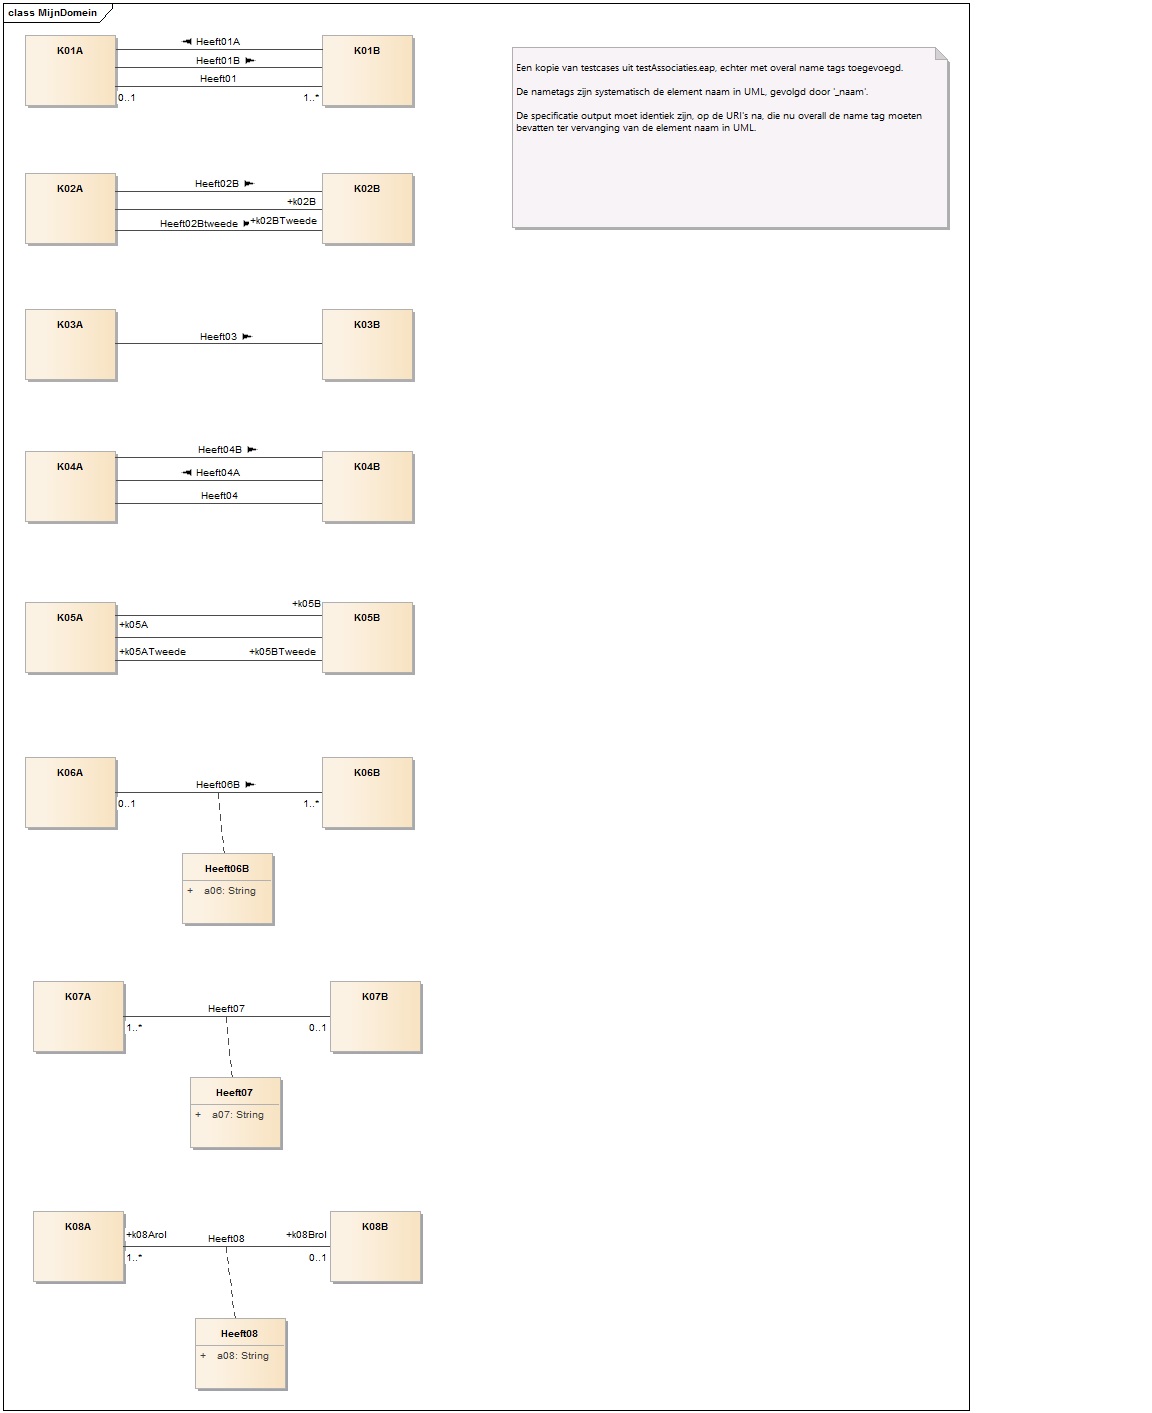 class MijnDomein
K01A
Heeft01A
Heeft01B
Heeft01
0..1
1..*
K01B
Een kopie van testcases uit testAssociaties.eap, echter met overal name tags toegevoegd.
De nametags zijn systematisch de element naam in UML, gevolgd door '_naam'.
De specificatie output moet identiek zijn, op de URI's na, die nu overall de name tag moeten
bevatten ter vervanging van de element naam in UML.
K02A
Heeft02B
+k02B
Heeft02Btweede
+k02BTweede
K02B
K03A
Heeft03
K03B
K04A
Heeft04B
Heeft04A
Heeft04
K04B
K05A
+k05B
+k05A
+k05ATweede
+k05BTweede
K05B
K06A
Heeft06B
0..1
1..*
K06B
Heeft06B
+ a06: String
K07A
Heeft07
1..*
0..1
K07B
Heeft07
+ a07: String
K08A
+k08Arol
Heeft08
+k08Brol
1..*
0..1
K08B
Heeft08
+ a08: String